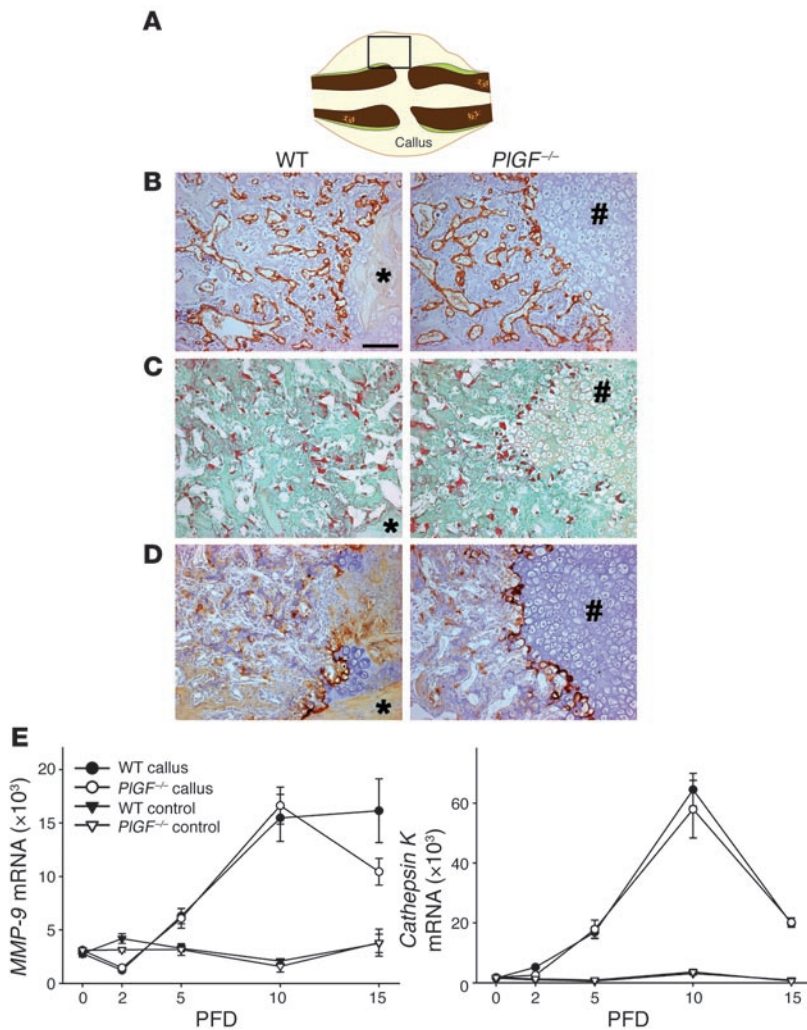 A
Callus
WT
PlGF⁻/⁻
B
*
#
C
*
#
D
*
#
E
MMP-9 mRNA (×10³)
20
15
10
5
0
WT callus
PlGF⁻/⁻ callus
WT control
PlGF⁻/⁻ control
0 2 5 10 15
PFD
Cathepsin K
mRNA (×10³)
60
40
20
0
0 2 5 10 15
PFD